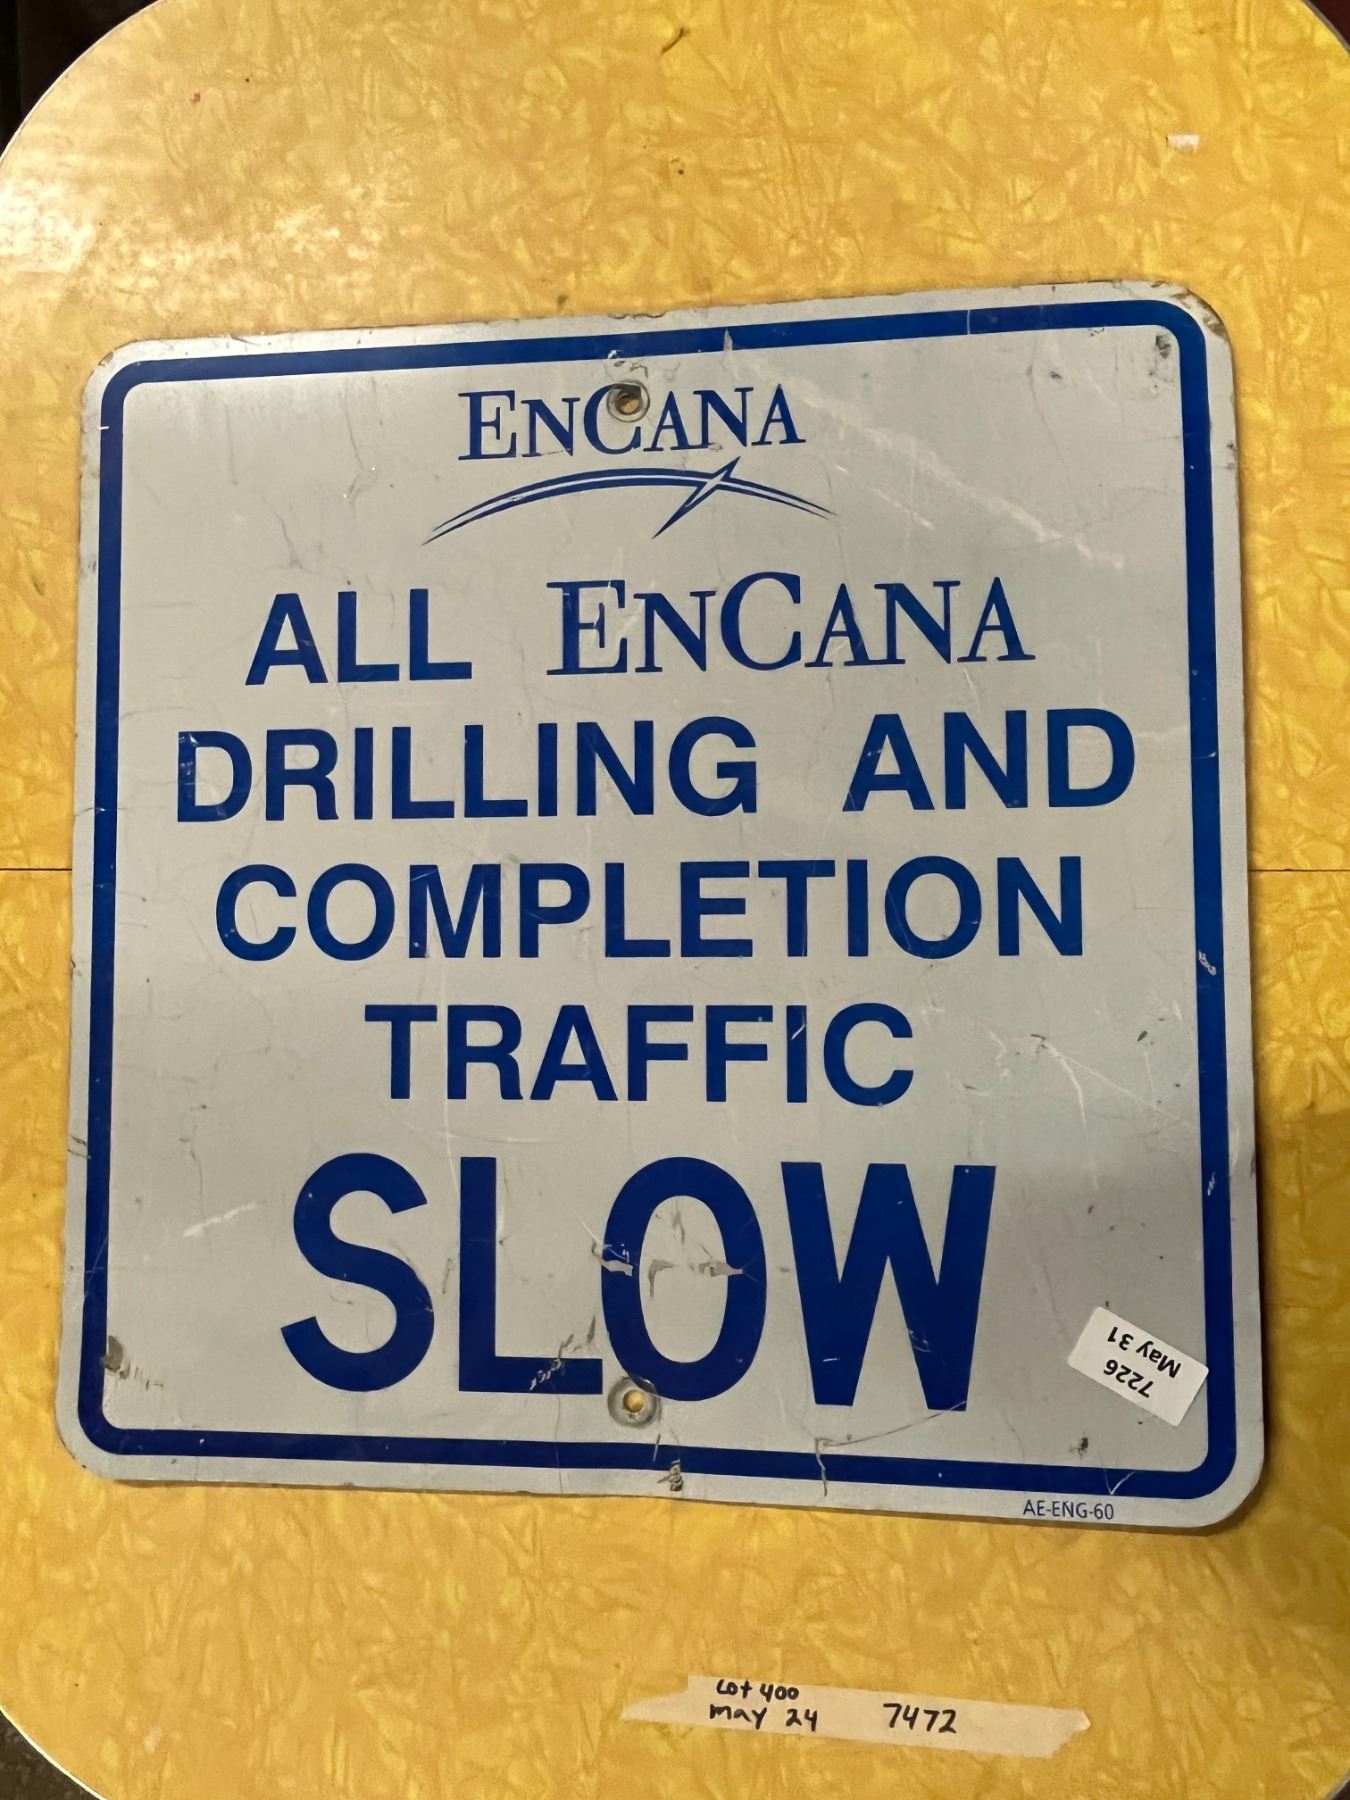 ENCANA
ALL ENCANA
DRILLING AND
COMPLETION
TRAFFIC
SLOW
7226
May 31
AE-ENG-60
Lot 400
may 24 7472